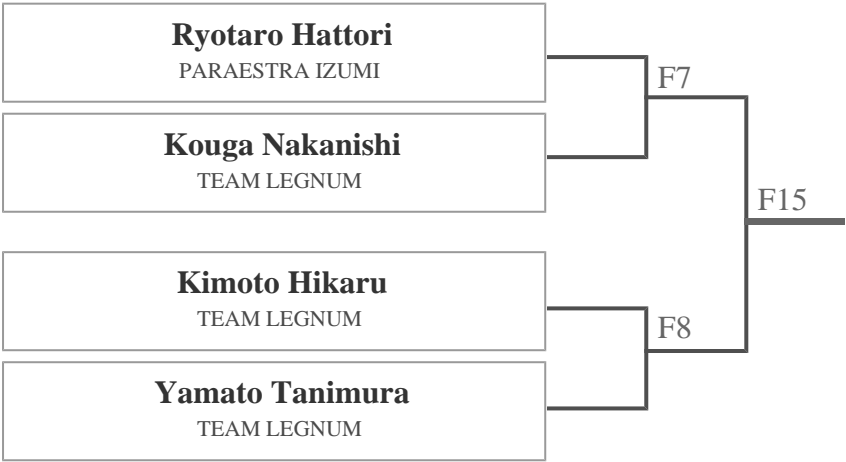 Ryotaro Hattori
PARAESTRA IZUMI
F7
Kouga Nakanishi
TEAM LEGNUM
F15
Kimoto Hikaru
TEAM LEGNUM
F8
Yamato Tanimura
TEAM LEGNUM